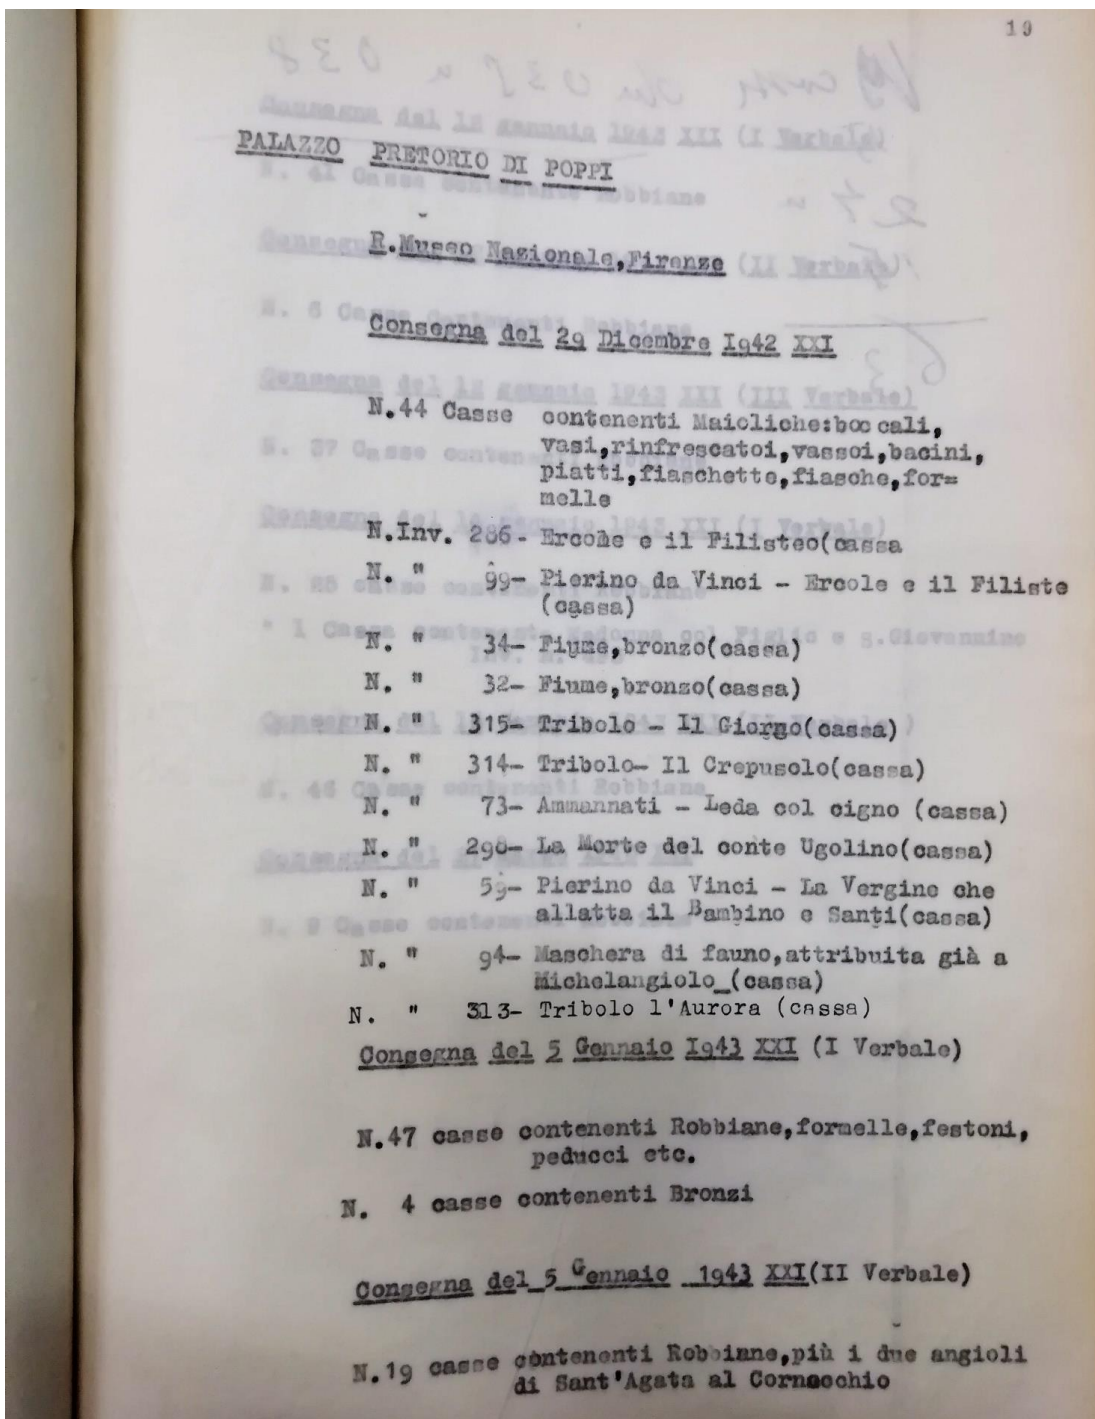 19
PALAZZO PRETORIO DI POPPI
R.Museo Nazionale,Firenze
Consegna del 29 Dicembre I942 XXI
N.44 Casse contenenti Maioliche:boccali,
vasi,rinfrescatoi,vassoi,bacini,
piatti,fiaschette,fiasche,for=
melle
N.Inv. 286- Ercole e il Filisteo(cassa
N. " 99- Pierino da Vinci - Ercole e il Filiste
(cassa)
N. " 34- Fiume,bronzo(cassa)
N. " 32- Fiume,bronzo(cassa)
N. " 315- Tribolo - Il Giorno(cassa)
N. " 314- Tribolo- Il Crepusolo(cassa)
N. " 73- Ammannati - Leda col cigno (cassa)
N. " 298- La Morte del conte Ugolino(cassa)
N. " 59- Pierino da Vinci - La Vergine che
allatta il Bambino e Santi(cassa)
N. " 94- Maschera di fauno,attribuita già a
Michelangiolo_(cassa)
N. " 313- Tribolo l'Aurora (cassa)
Consegna del 5 Gennaio I943 XXI (I Verbale)
N.47 casse contenenti Robbiane,formelle,festoni,
peducci etc.
N. 4 casse contenenti Bronzi
Consegna del 5 Gennaio 1943 XXI(II Verbale)
N.19 casse contenenti Robbiane,più i due angioli
di Sant'Agata al Cornocchio